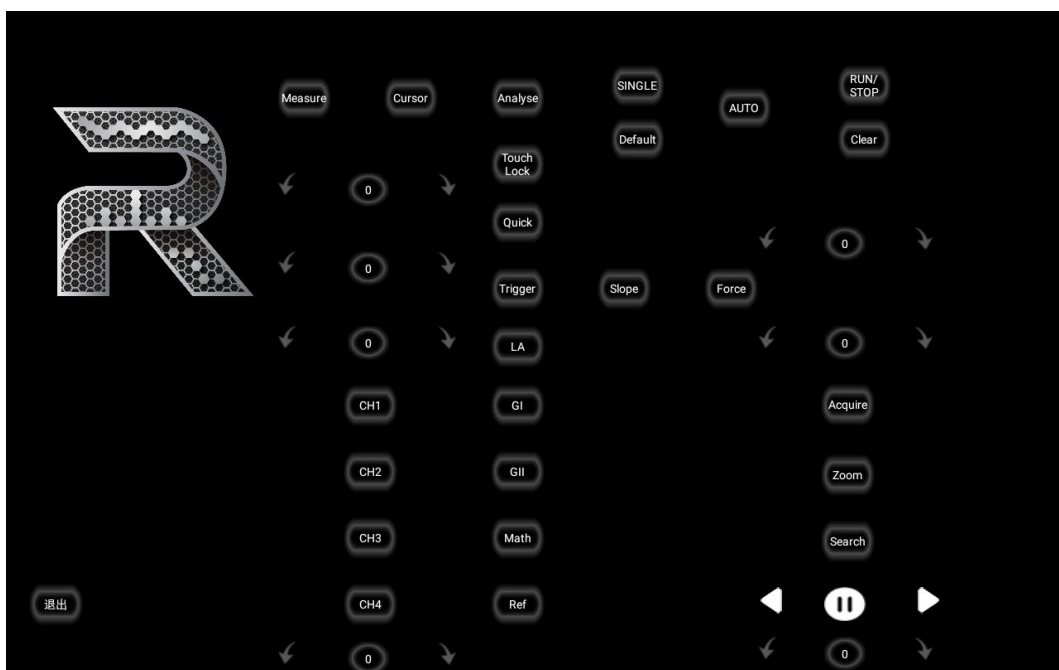 SINGLE
RUN/
STOP
Measure
Cursor
Analyse
AUTO
Default
Clear
Touch
Lock
0
Quick
0
0
Trigger
Slope
Force
0
LA
0
CH1
GI
Acquire
CH2
GII
Zoom
CH3
Math
Search
退出
CH4
Ref
0
0